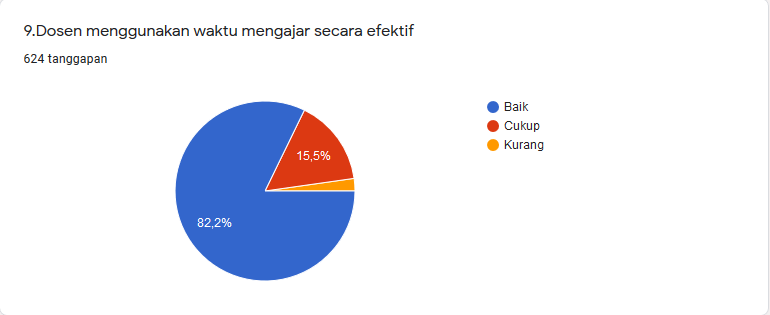 9.Dosen menggunakan waktu mengajar secara efektif
624 tanggapan
Baik
Cukup
Kurang
15,5%
82,2%